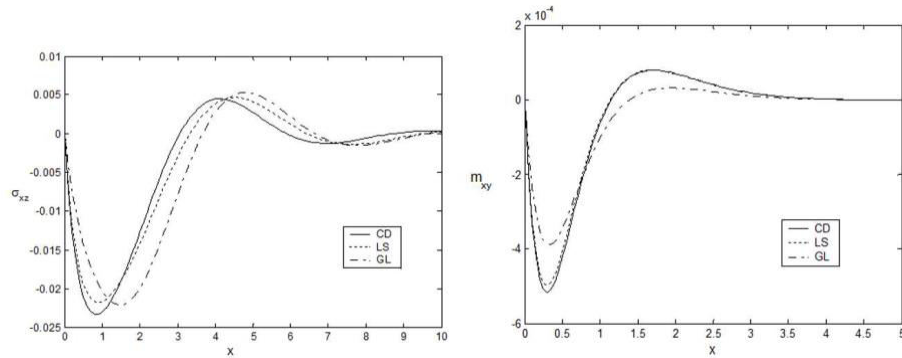 0.01
0.005
0
-0.005
-0.01
-0.015
-0.02
-0.025
σxz
0 1 2 3 4 5 6 7 8 9 10
x
CD
LS
GL
× 10⁻⁴
2
0
-2
-4
-6
mxy
0 0.5 1 1.5 2 2.5 3 3.5 4 4.5 5
x
CD
LS
GL